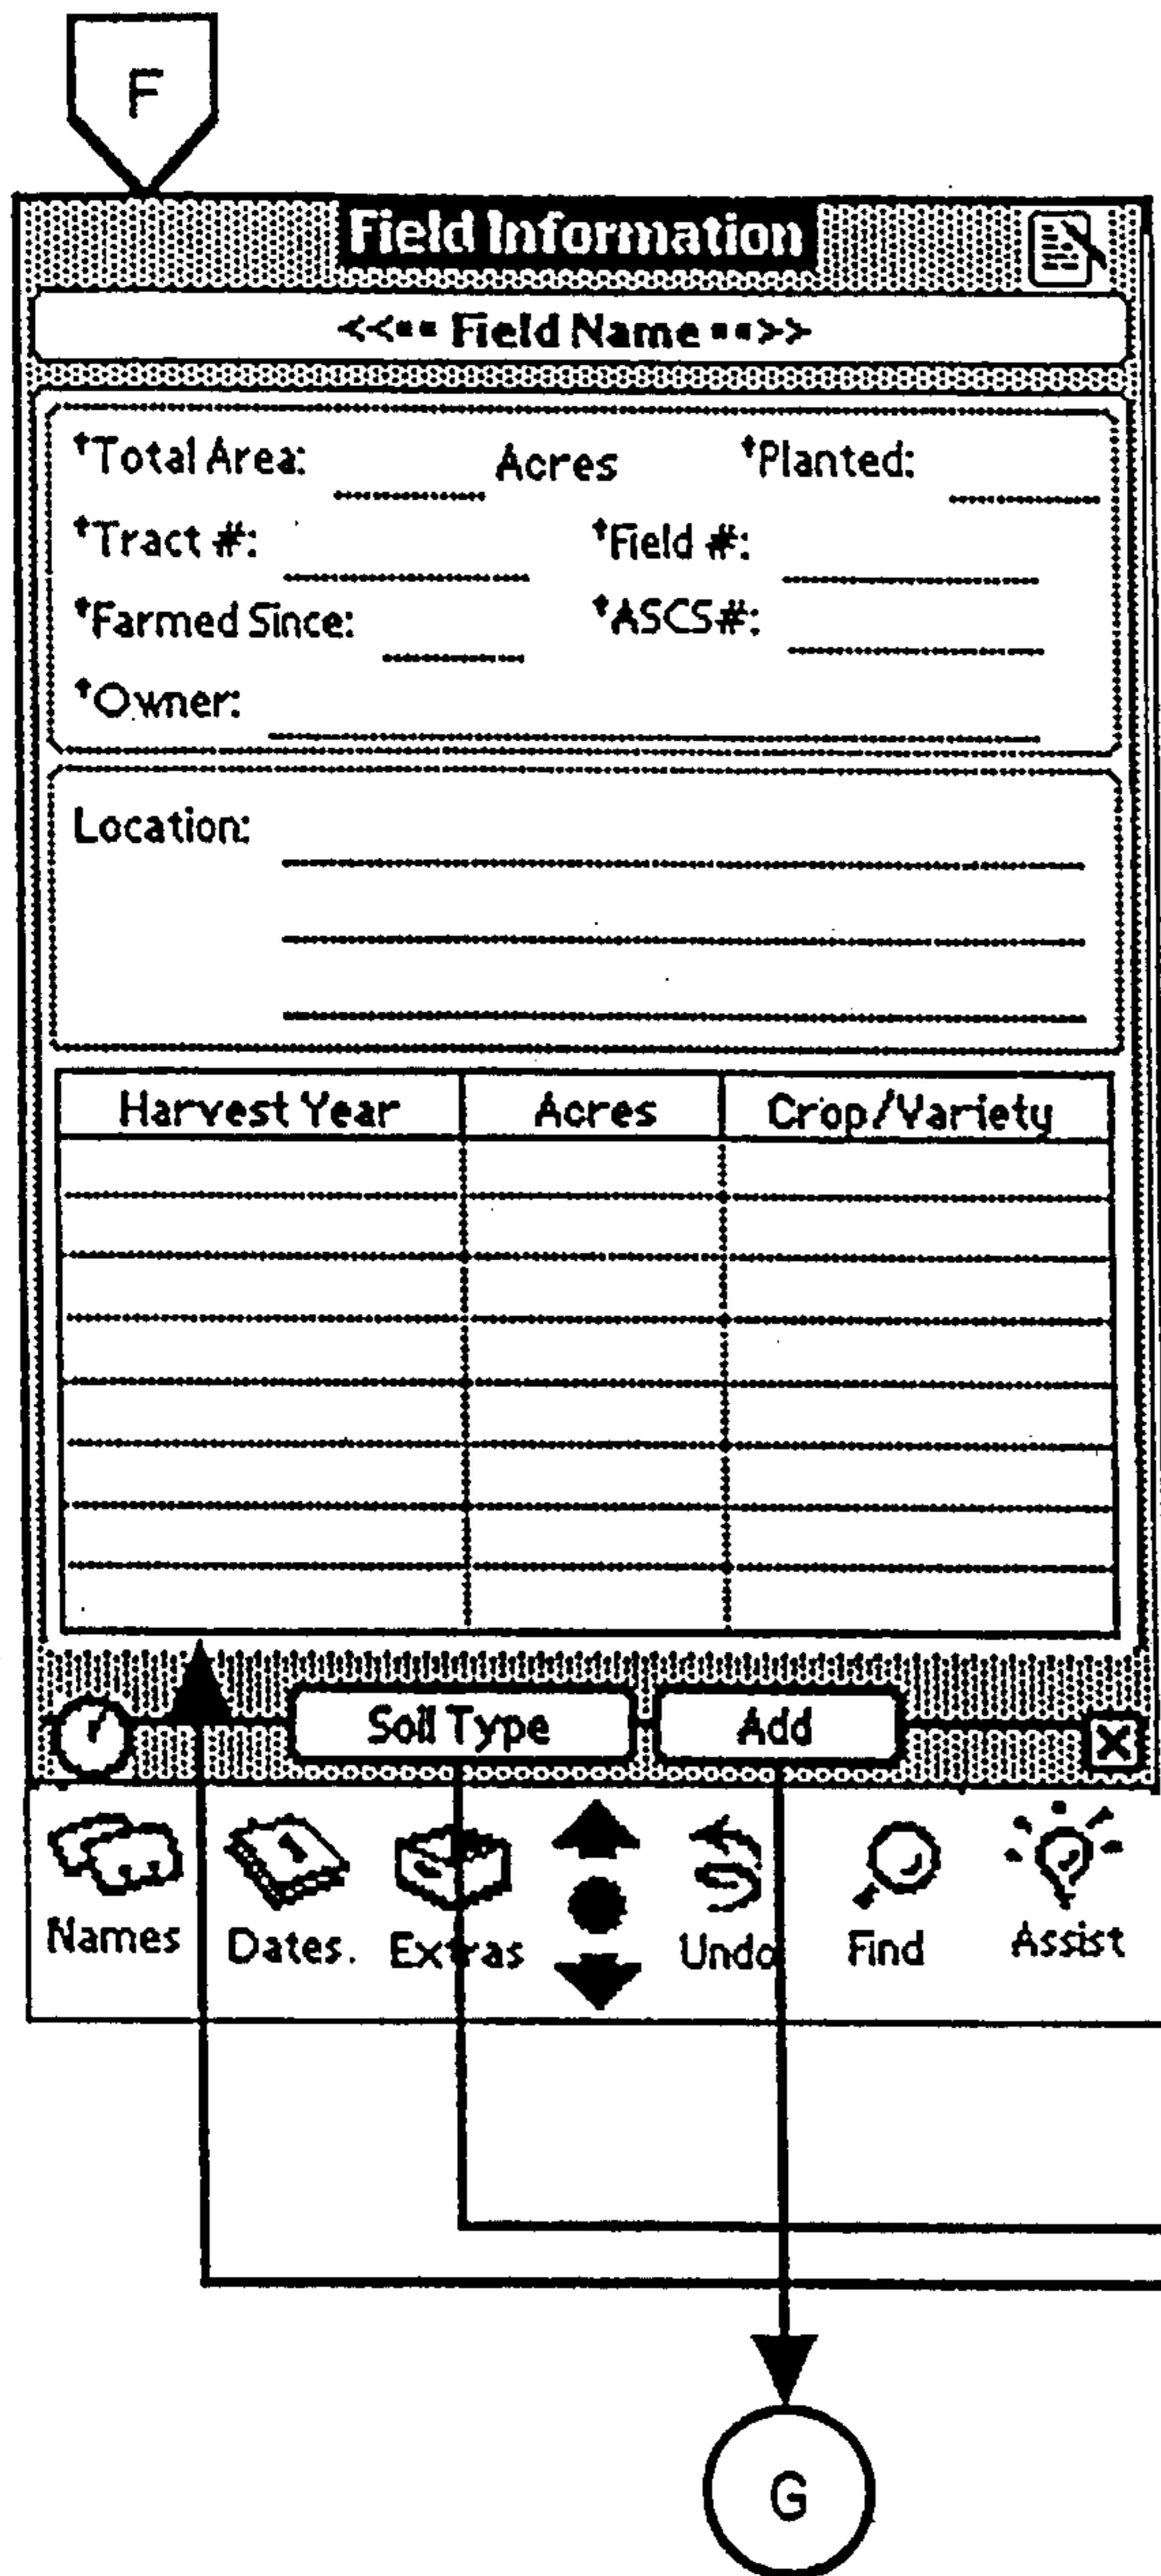 F
Field Information
<<-- Field Name -->>
†Total Area: Acres †Planted:
†Tract #: †Field #:
†Farmed Since: †ASCS#:
†Owner:
Location:
Harvest Year Acres Crop/Variety
Soil Type Add
Names Dates. Extras Undo Find Assist
G